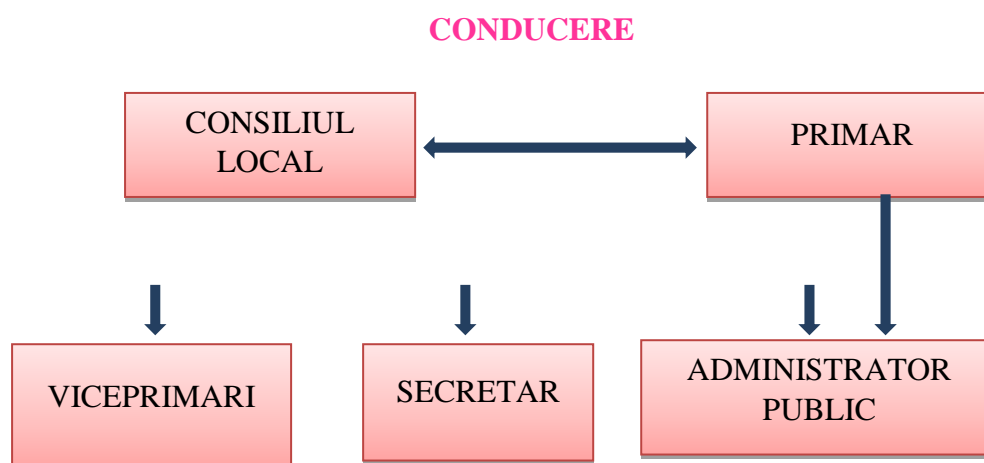 CONDUCERE
CONSILIUL
LOCAL
PRIMAR
VICEPRIMARI
SECRETAR
ADMINISTRATOR
PUBLIC